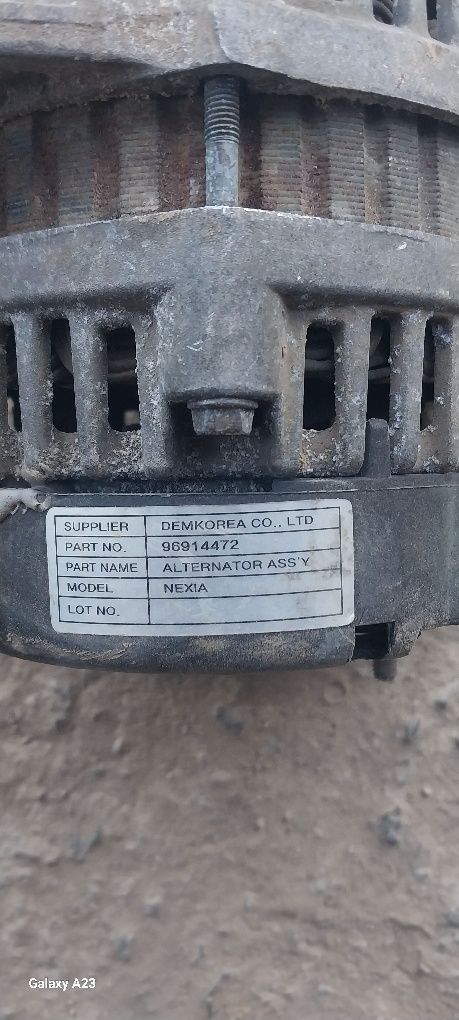 SUPPLIER DEMKOREA CO., LTD
PART NO. 96914472
PART NAME ALTERNATOR ASS'Y
MODEL NEXIA
LOT NO.
Galaxy A23